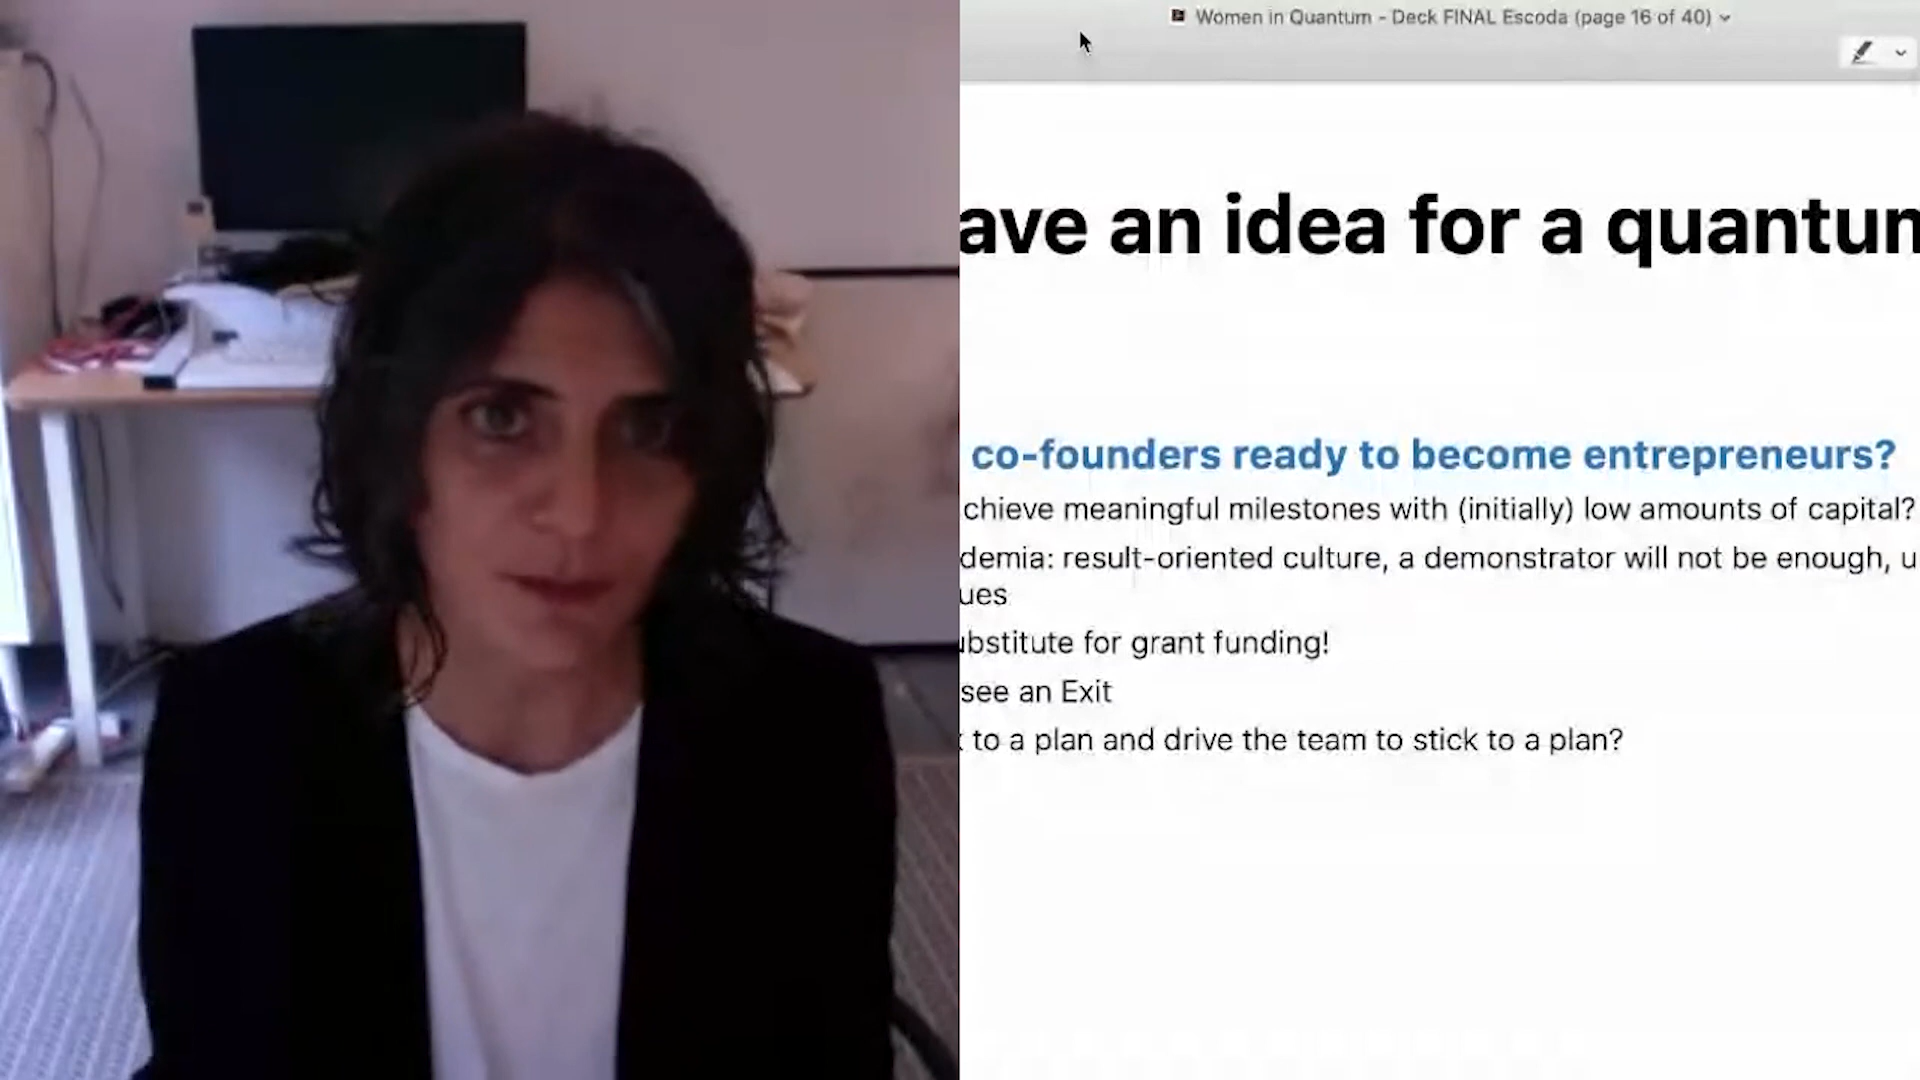 Women in Quantum - Deck FINAL Escoda (page 16 of 40)
ave an idea for a quantum
co-founders ready to become entrepreneurs?
chieve meaningful milestones with (initially) low amounts of capital?
demia: result-oriented culture, a demonstrator will not be enough, u
ues
ubstitute for grant funding!
see an Exit
to a plan and drive the team to stick to a plan?